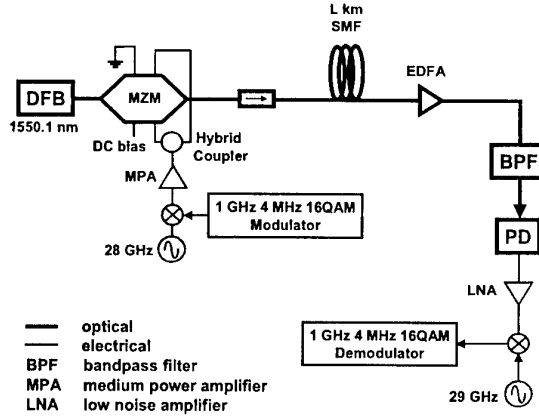 L km
SMF
EDFA
DFB
MZM
1550.1 nm
DC bias
Hybrid
Coupler
BPF
MPA
1 GHz 4 MHz 16QAM
Modulator
PD
28 GHz
LNA
optical
electrical
BPF bandpass filter
MPA medium power amplifier
LNA low noise amplifier
1 GHz 4 MHz 16QAM
Demodulator
29 GHz